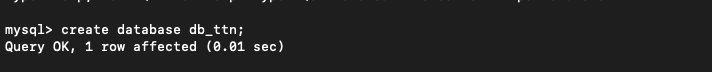 mysql> create database db_ttn;
Query OK, 1 row affected (0.01 sec)